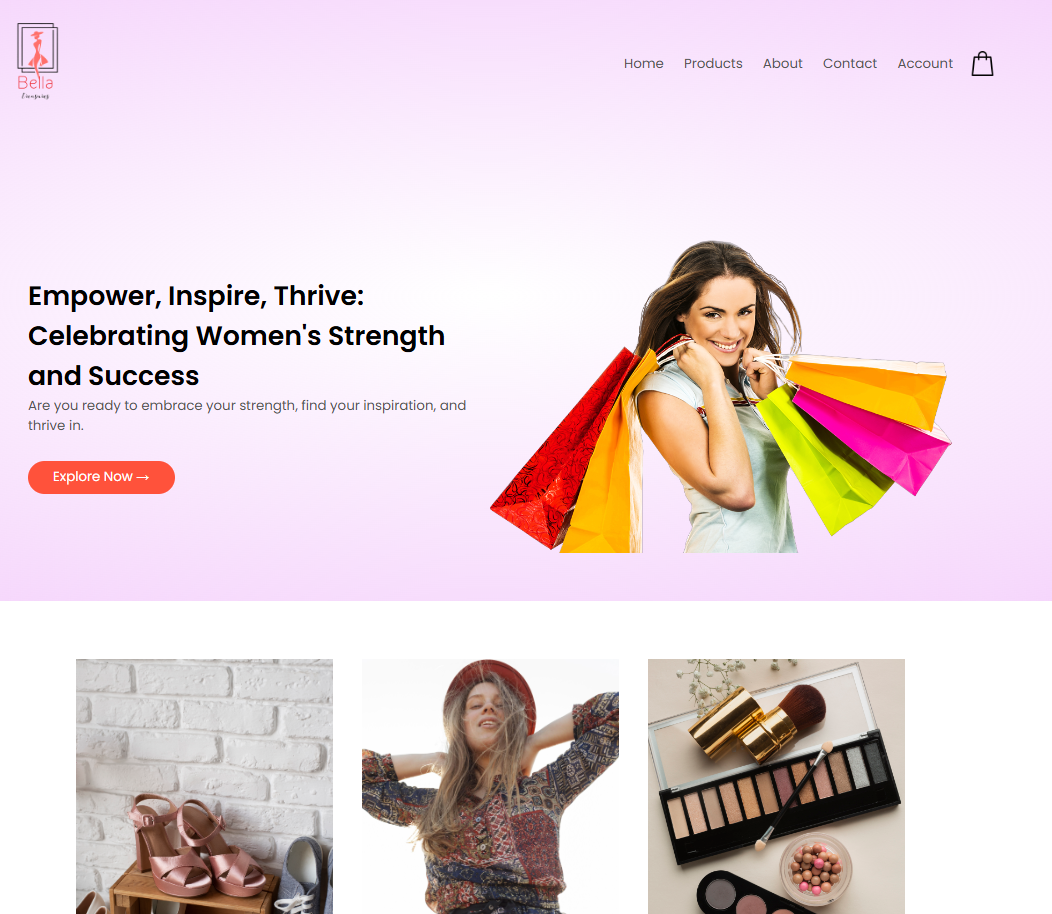 Bella
Home Products About Contact Account
Empower, Inspire, Thrive:
Celebrating Women's Strength
and Success
Are you ready to embrace your strength, find your inspiration, and
thrive in.
Explore Now →